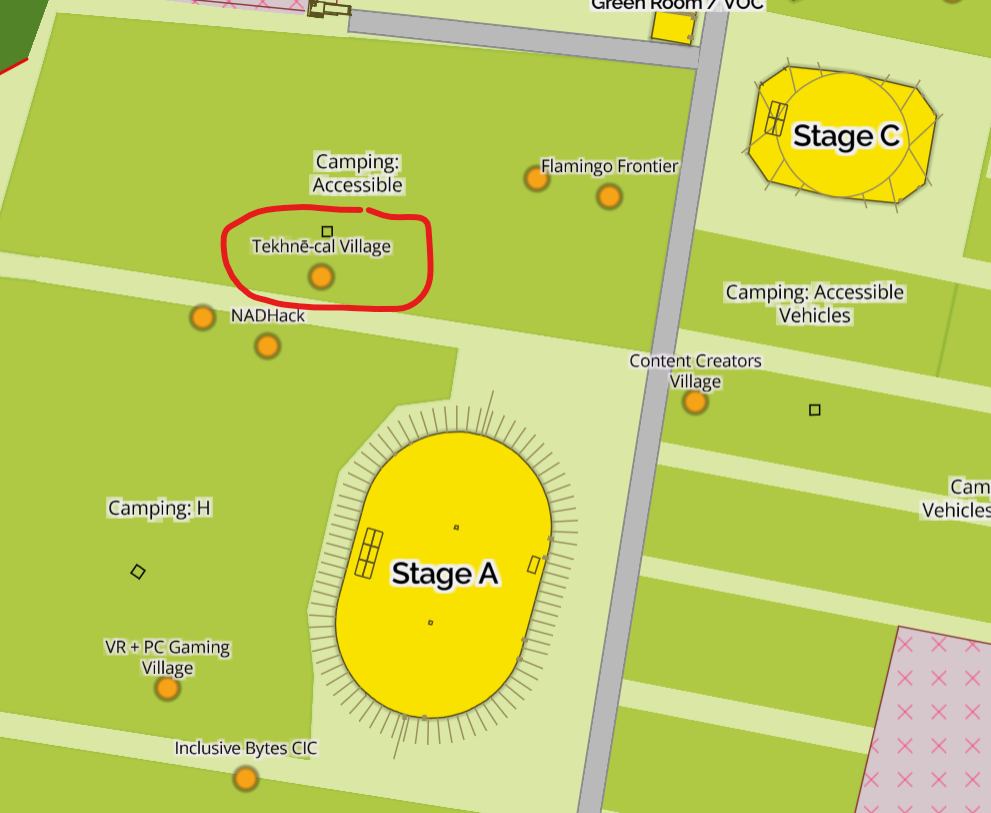 Green Room / VOC
Stage C
Camping:
Accessible
Flamingo Frontier
Tekhnē-cal Village
Camping: Accessible
Vehicles
NADHack
Content Creators
Village
Camping: H
Cam
Vehicles
Stage A
VR + PC Gaming
Village
Inclusive Bytes CIC